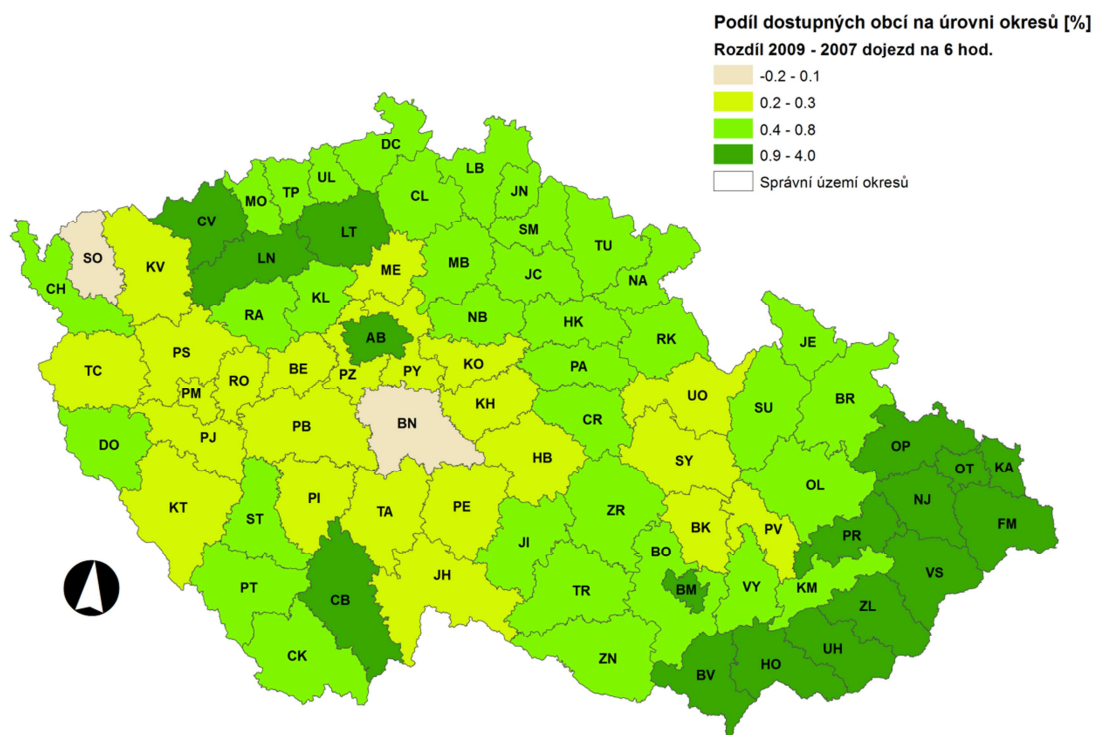 Podíl dostupných obcí na úrovni okresů [%]
Rozdíl 2009 - 2007 dojezd na 6 hod.
-0.2 - 0.1
0.2 - 0.3
0.4 - 0.8
0.9 - 4.0
Správní území okresů
DC
LB
UL
TP
MO
CL
JN
CV
LT
SM
TU
SO
KV
LN
ME
MB
JC
NA
CH
KL
RA
NB
HK
RK
AB
JE
PS
TC
BE
PZ
PY
KO
PA
RO
PM
UO
SU
BR
KH
BN
CR
PB
PJ
DO
HB
SY
OP
OT
KA
OL
NJ
KT
PI
TA
PE
ZR
ST
BK
PV
FM
PR
JI
BO
VS
JH
PT
CB
TR
BM
VY
KM
ZL
CK
ZN
UH
HO
BV